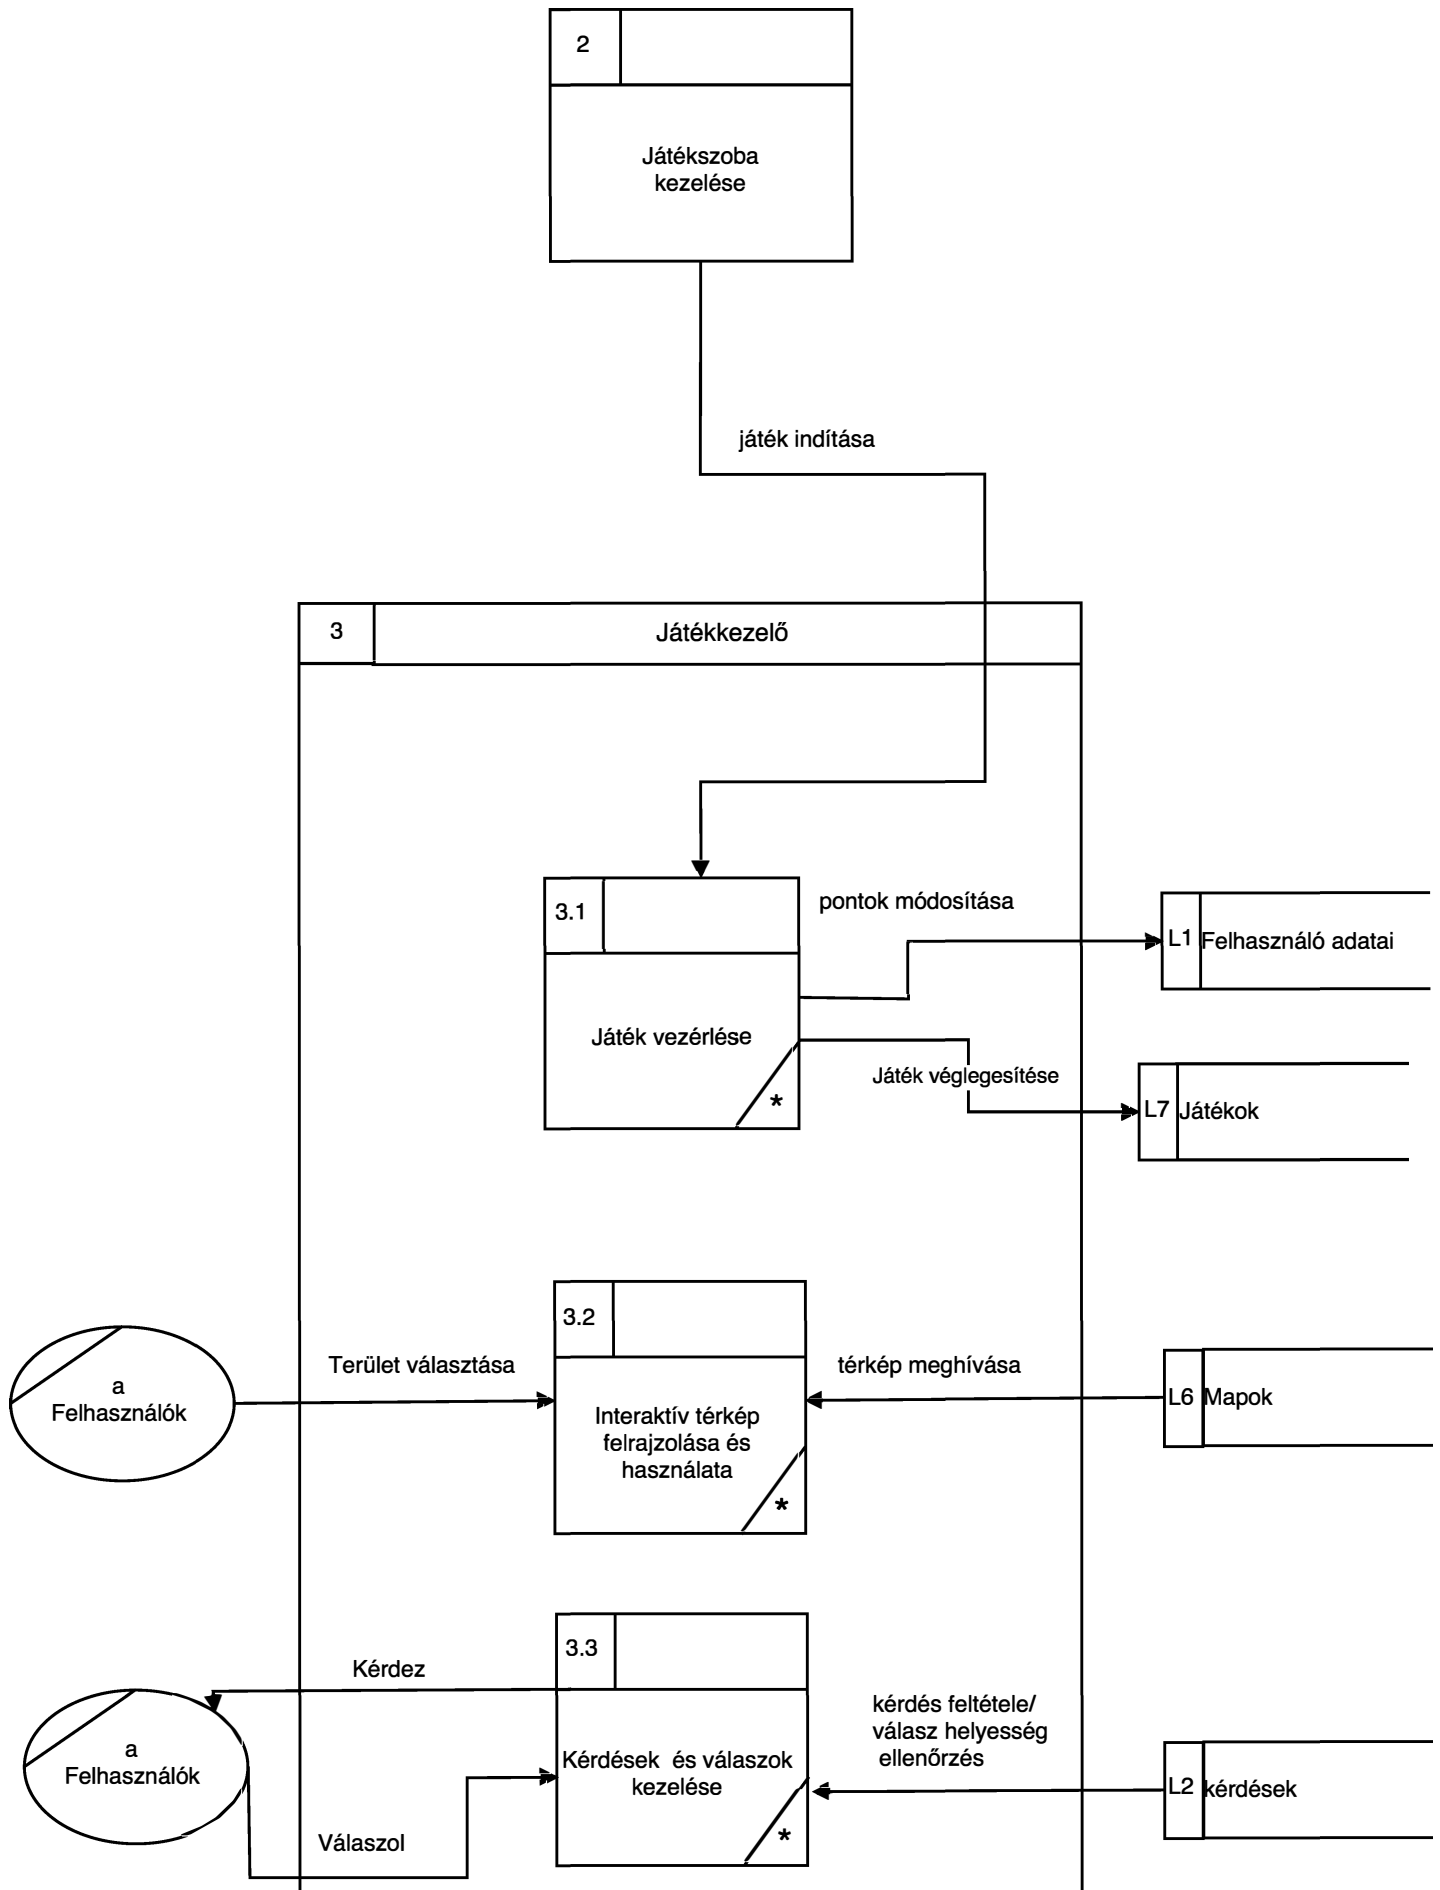 2
Játékszoba
kezelése
játék indítása
3
Játékkezelő
3.1
pontok módosítása
L1
Felhasználó adatai
Játék vezérlése
*
Játék véglegesítése
L7
Játékok
3.2
Terület választása
térkép meghívása
a
Felhasználók
Interaktív térkép
felrajzolása és
használata
*
L6
Mapok
3.3
Kérdez
kérdés feltétele/
válasz helyesség
ellenőrzés
a
Felhasználók
Kérdések és válaszok
kezelése
*
L2
kérdések
Válaszol